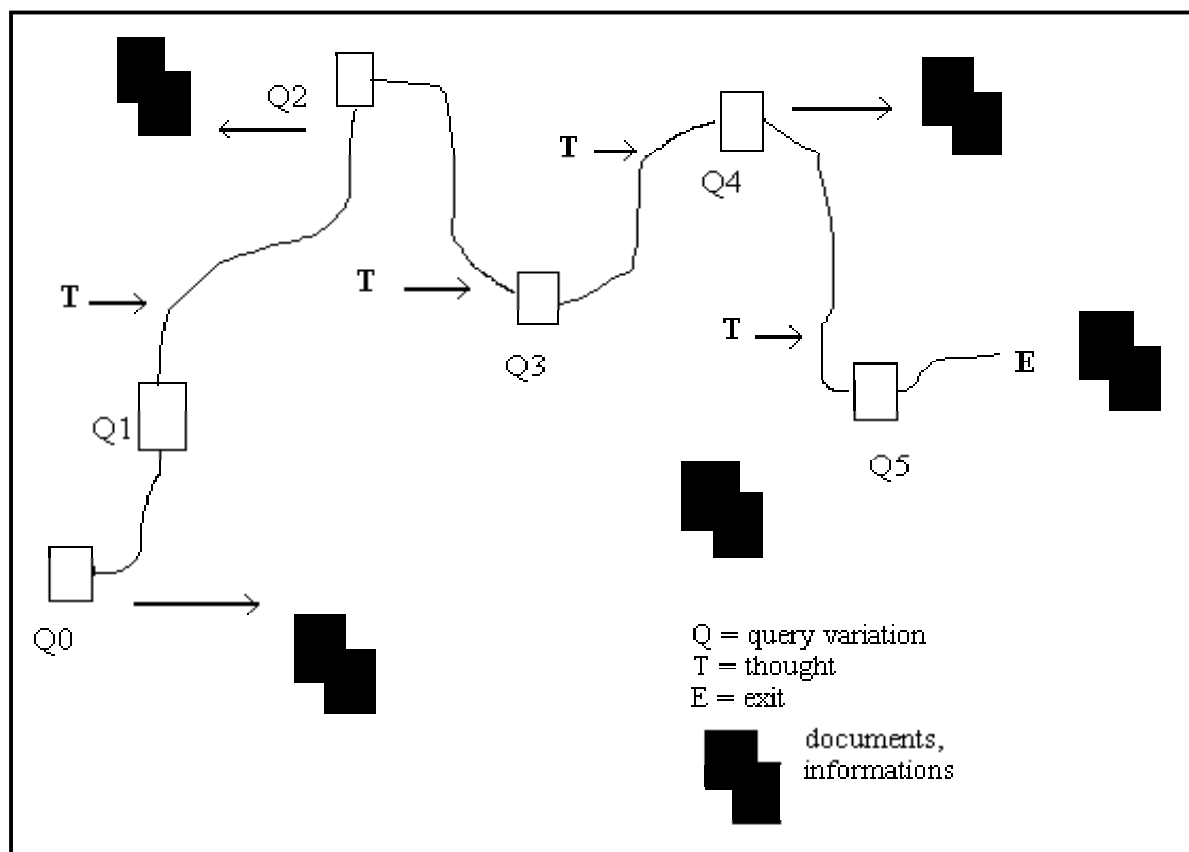 Q2
T
Q4
T
T
Q3
T
E
Q1
Q5
Q0
Q = query variation
T = thought
E = exit
documents,
informations